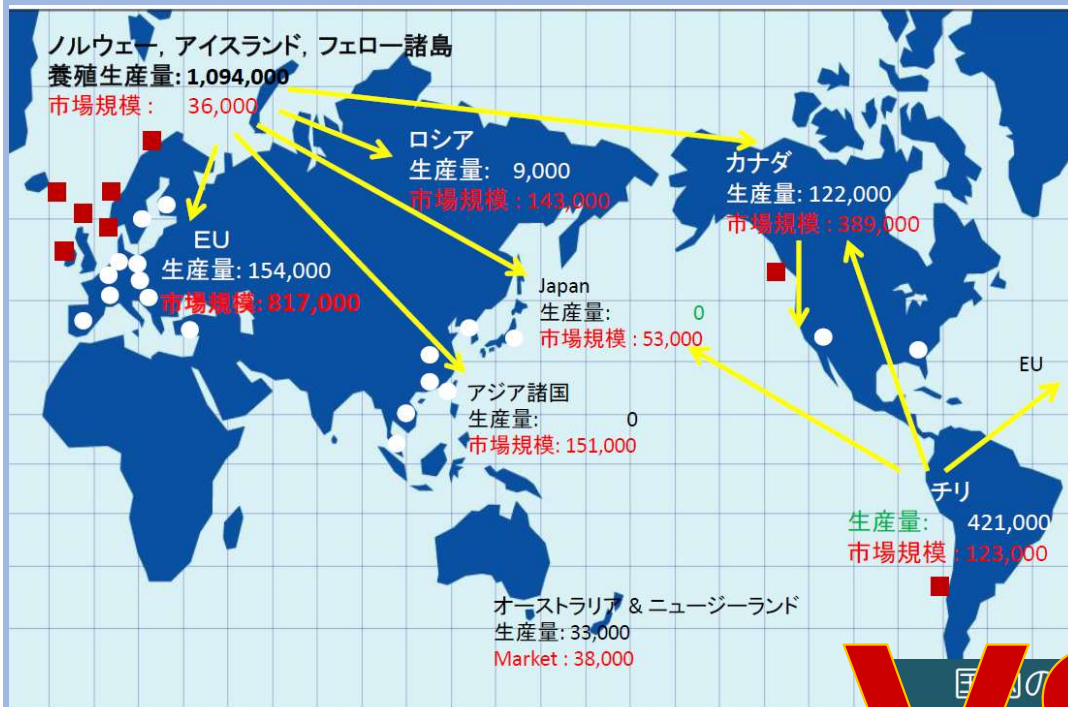 ノルウェー, アイスランド, フェロー諸島
養殖生産量: 1,094,000
市場規模 : 36,000
ロシア
生産量: 9,000
市場規模 : 143,000
カナダ
生産量: 122,000
市場規模 : 389,000
EU
生産量: 154,000
市場規模: 817,000
Japan
生産量: 0
市場規模 : 53,000
EU
アジア諸国
生産量: 0
市場規模: 151,000
チリ
生産量: 421,000
市場規模 : 123,000
オーストラリア & ニュージーランド
生産量: 33,000
Market : 38,000